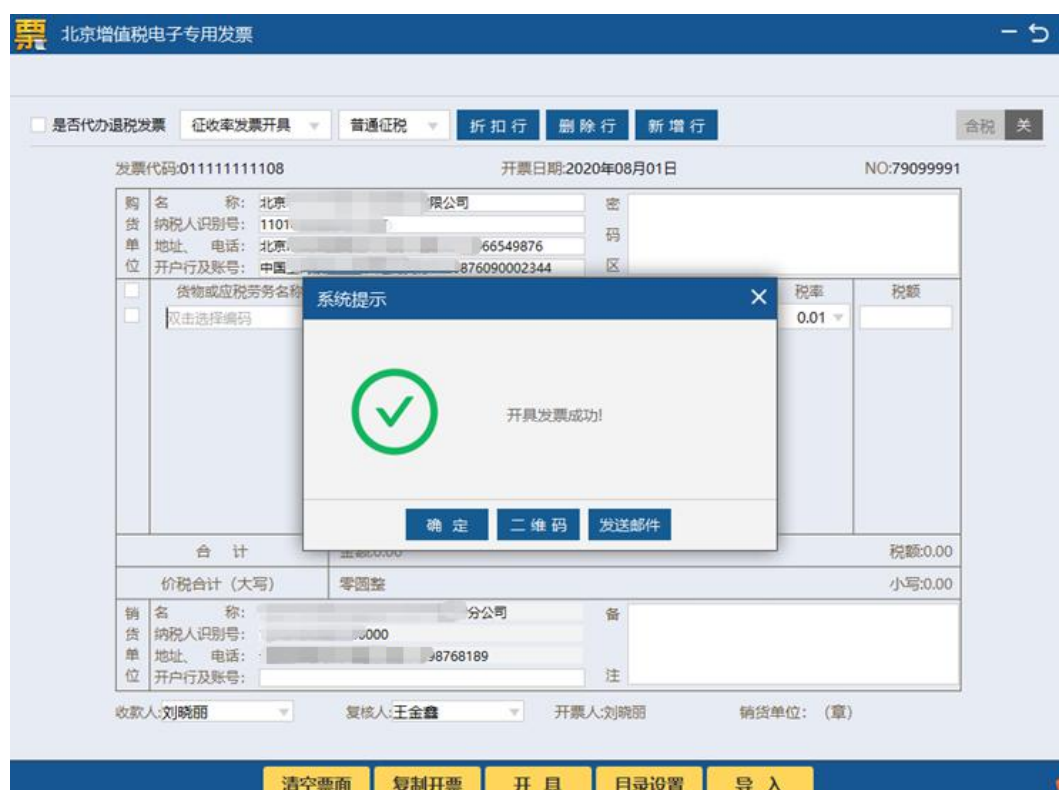 票 北京增值税电子专用发票
是否代办退税发票 征收率发票开具 普通征税 折扣行 删除行 新增行 含税 关
发票代码:011111111108 开票日期:2020年08月01日 NO:79099991
购货单位
名 称: 北京 限公司
纳税人识别号: 1101
地址、 电话: 北京 66549876
开户行及账号: 中国 876090002344
密码区
货物或应税劳务名称 税率 税额
双击选择编码 0.01
系统提示
开具发票成功!
确 定 二维码 发送邮件
合 计 金额:0.00 税额:0.00
价税合计（大写） 零圆整 小写:0.00
销货单位
名 称: 分公司
纳税人识别号: 000
地址、 电话: 98768189
开户行及账号:
备注
收款人:刘晓丽 复核人:王金鑫 开票人:刘晓丽 销货单位：（章）
清空票面 复制开票 开 具 目录设置 导 入